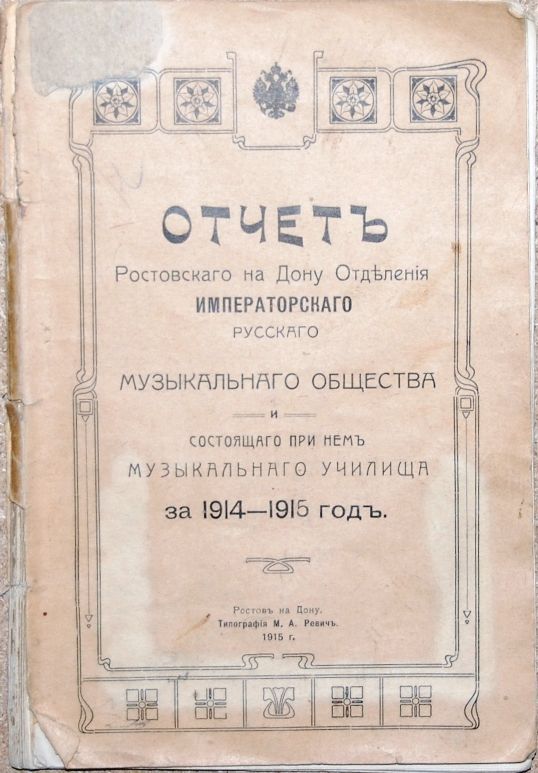 ОТЧЕТЪ
Ростовскаго на Дону Отдѣленія
ИМПЕРАТОРСКАГО
РУССКАГО
МУЗЫКАЛЬНАГО ОБЩЕСТВА
И
СОСТОЯЩАГО ПРИ НЕМЪ
МУЗЫКАЛЬНАГО УЧИЛИЩА
за 1914—1915 годъ.
Ростовъ на Дону.
Типографія М. А. Ревичъ.
1915 г.